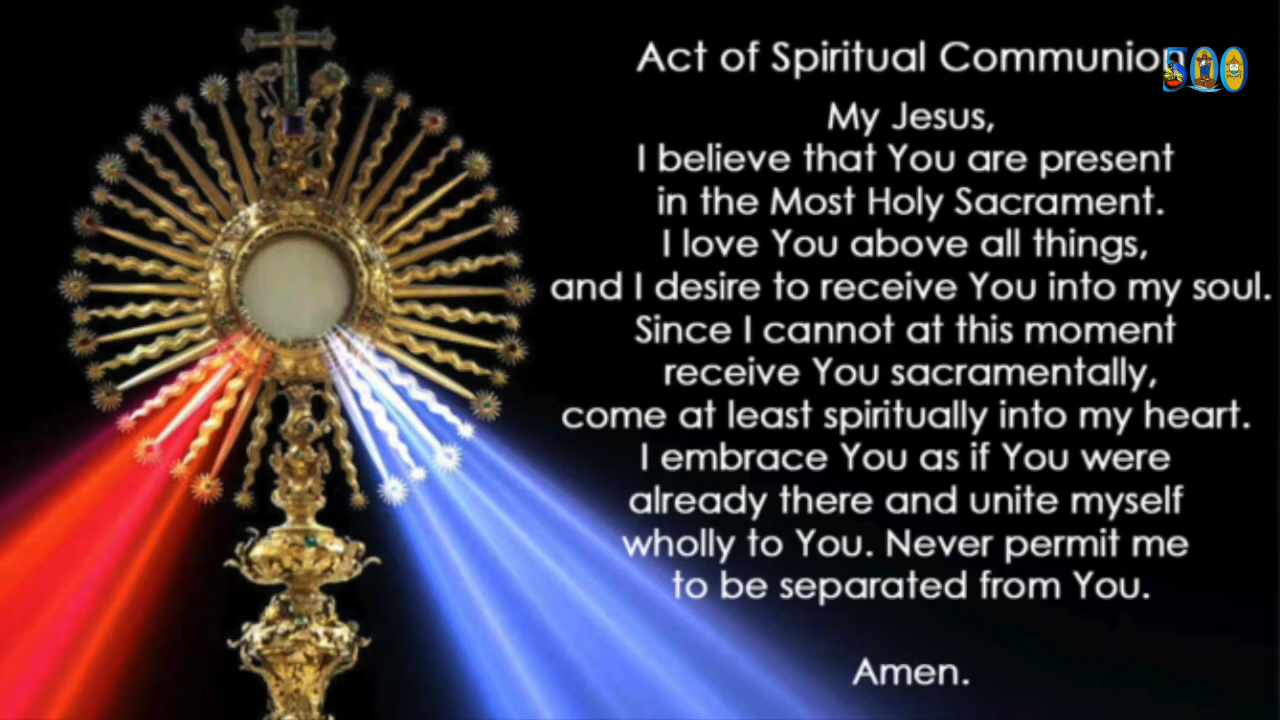 Act of Spiritual Communion
500
My Jesus,
I believe that You are present
in the Most Holy Sacrament.
I love You above all things,
and I desire to receive You into my soul.
Since I cannot at this moment
receive You sacramentally,
come at least spiritually into my heart.
I embrace You as if You were
already there and unite myself
wholly to You. Never permit me
to be separated from You.
Amen.